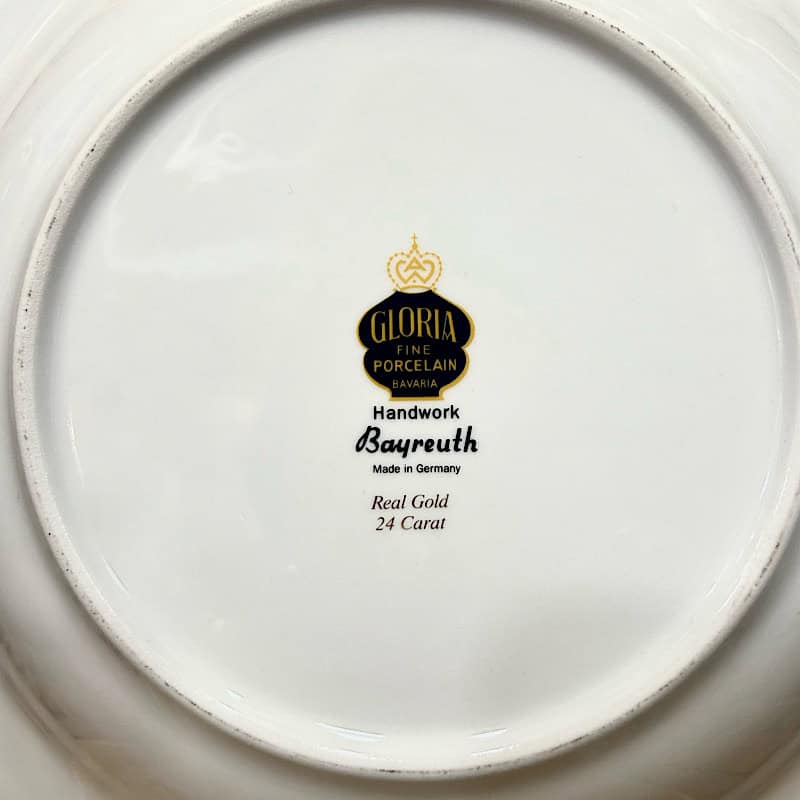 GLORIA
FINE
PORCELAIN
BAVARIA
Handwork
Bayreuth
Made in Germany
Real Gold
24 Carat